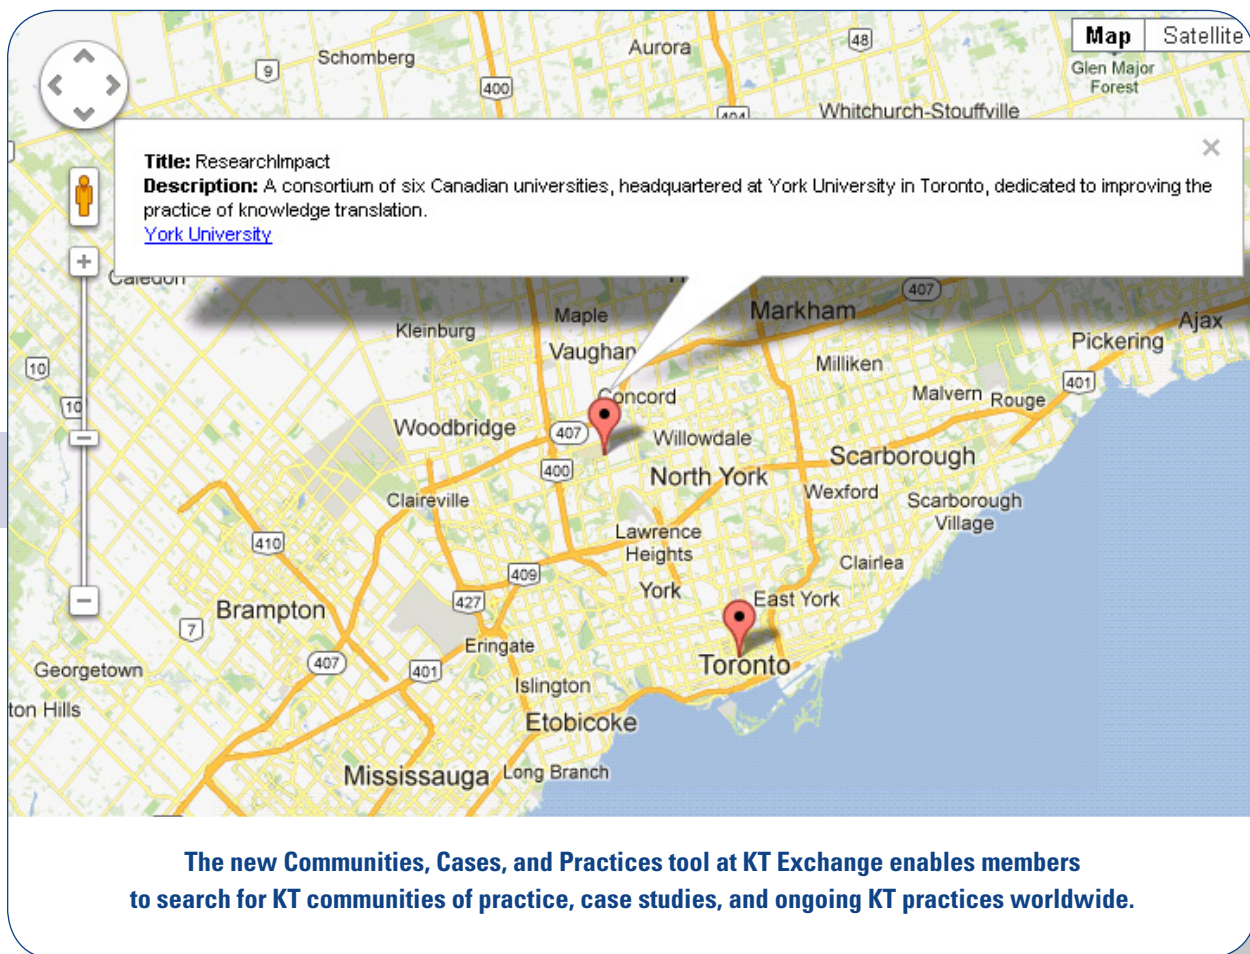 Map
Satellite
Aurora
48
Schomberg
9
400
Glen Major
Forest
Whitchurch-Stouffville
404
Title: ResearchImpact
Description: A consortium of six Canadian universities, headquartered at York University in Toronto, dedicated to improving the
practice of knowledge translation.
York University
Caledon
407
Maple
Markham
Ajax
Kleinburg
Vaughan
Pickering
Milliken
10
401
Concord
Malvern
Rouge
10
Woodbridge
407
Willowdale
Scarborough
400
North York
Claireville
Wexford
Scarborough
Village
Lawrence
Heights
410
Clairlea
409
York
East York
427
Brampton
7
Eringate
Georgetown
407
401
Toronto
Islington
ton Hills
Etobicoke
Mississauga
Long Branch
The new Communities, Cases, and Practices tool at KT Exchange enables members
to search for KT communities of practice, case studies, and ongoing KT practices worldwide.